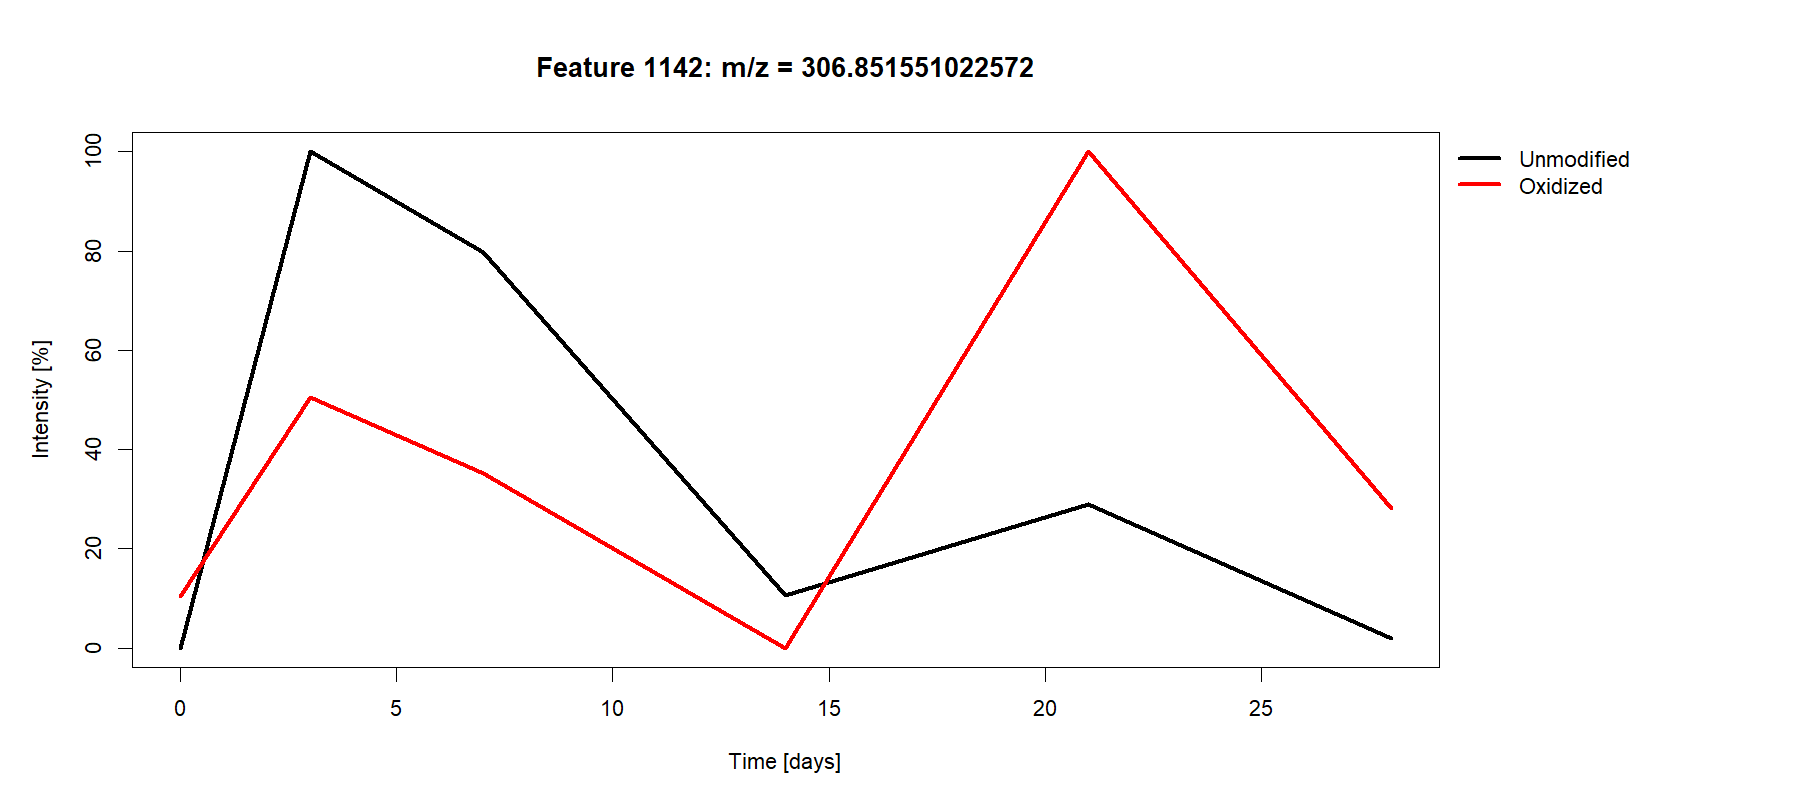 Feature 1142: m/z = 306.851551022572
Unmodified
Oxidized
Intensity [%]
100
80
60
40
20
0
0 5 10 15 20 25
Time [days]